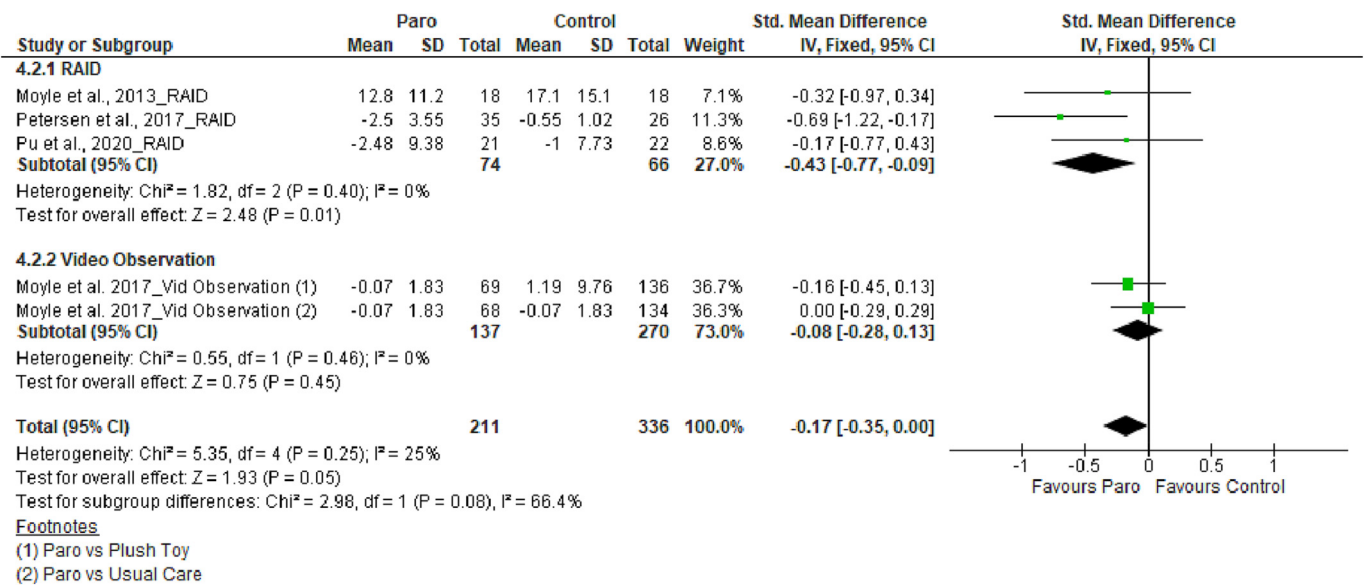 Paro Control Std. Mean Difference Std. Mean Difference
Study or Subgroup Mean SD Total Mean SD Total Weight IV, Fixed, 95% CI IV, Fixed, 95% CI
4.2.1 RAID
Moyle et al., 2013_RAID 12.8 11.2 18 17.1 15.1 18 7.1% -0.32 [-0.97, 0.34]
Petersen et al., 2017_RAID -2.5 3.55 35 -0.55 1.02 26 11.3% -0.69 [-1.22, -0.17]
Pu et al., 2020_RAID -2.48 9.38 21 -1 7.73 22 8.6% -0.17 [-0.77, 0.43]
Subtotal (95% CI) 74 66 27.0% -0.43 [-0.77, -0.09]
Heterogeneity: Chi² = 1.82, df = 2 (P = 0.40); I² = 0%
Test for overall effect: Z = 2.48 (P = 0.01)
4.2.2 Video Observation
Moyle et al. 2017_Vid Observation (1) -0.07 1.83 69 1.19 9.76 136 36.7% -0.16 [-0.45, 0.13]
Moyle et al. 2017_Vid Observation (2) -0.07 1.83 68 -0.07 1.83 134 36.3% 0.00 [-0.29, 0.29]
Subtotal (95% CI) 137 270 73.0% -0.08 [-0.28, 0.13]
Heterogeneity: Chi² = 0.55, df = 1 (P = 0.46); I² = 0%
Test for overall effect: Z = 0.75 (P = 0.45)
Total (95% CI) 211 336 100.0% -0.17 [-0.35, 0.00]
Heterogeneity: Chi² = 5.35, df = 4 (P = 0.25); I² = 25%
Test for overall effect: Z = 1.93 (P = 0.05)
Test for subgroup differences: Chi² = 2.98, df = 1 (P = 0.08), I² = 66.4%
-1 -0.5 0 0.5 1
Favours Paro Favours Control
Footnotes
(1) Paro vs Plush Toy
(2) Paro vs Usual Care